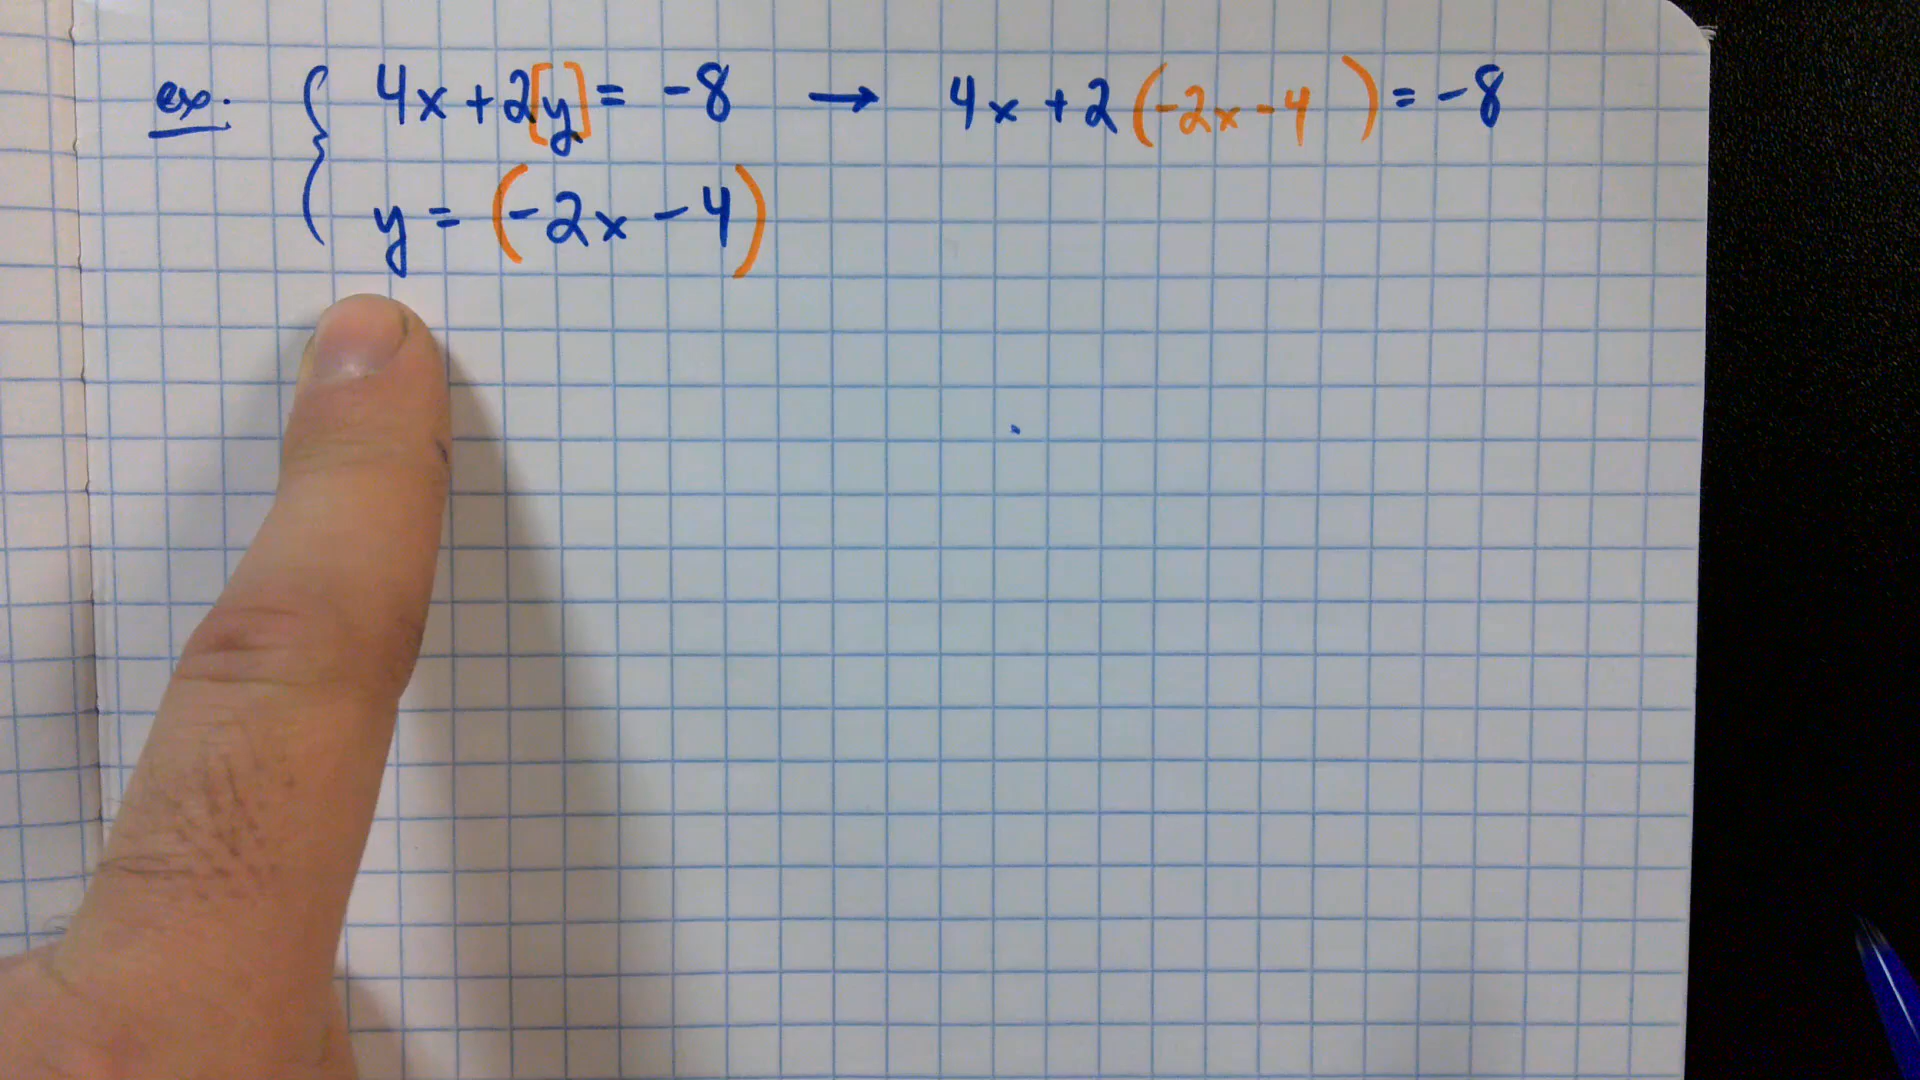 ex. { 4x + 2[y] = -8 → 4x + 2(-2x - 4) = -8
y = (-2x - 4)